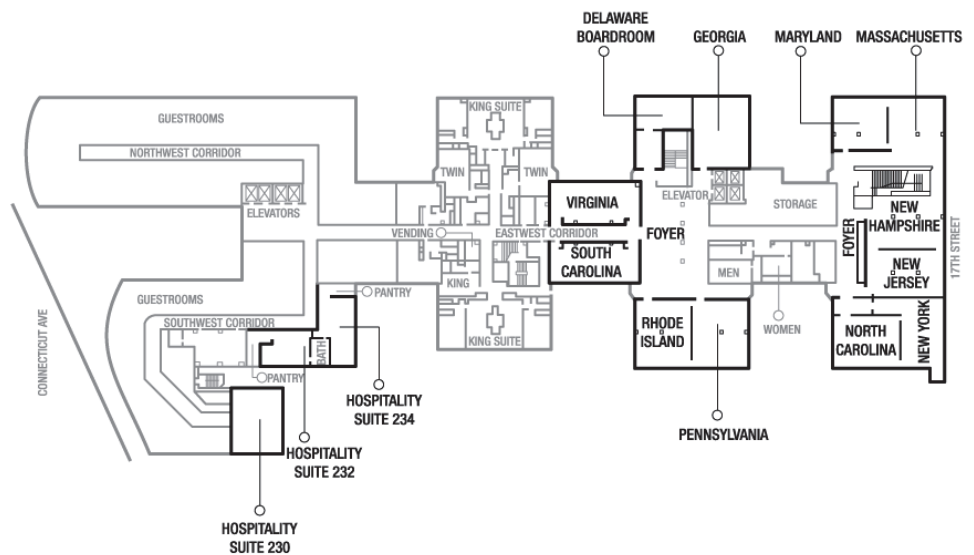 DELAWARE
BOARDROOM
GEORGIA
MARYLAND
MASSACHUSETTS
GUESTROOMS
KING SUITE
NORTHWEST CORRIDOR
TWIN
TWIN
ELEVATORS
VIRGINIA
ELEVATOR
STORAGE
NEW
HAMPSHIRE
VENDING
EASTWEST CORRIDOR
FOYER
FOYER
17TH STREET
SOUTH
CAROLINA
KING
MEN
NEW
JERSEY
GUESTROOMS
PANTRY
SOUTHWEST CORRIDOR
CONNECTICUT AVE
BATH
KING SUITE
RHODE
ISLAND
WOMEN
NORTH
CAROLINA
NEW YORK
PANTRY
HOSPITALITY
SUITE 234
PENNSYLVANIA
HOSPITALITY
SUITE 232
HOSPITALITY
SUITE 230